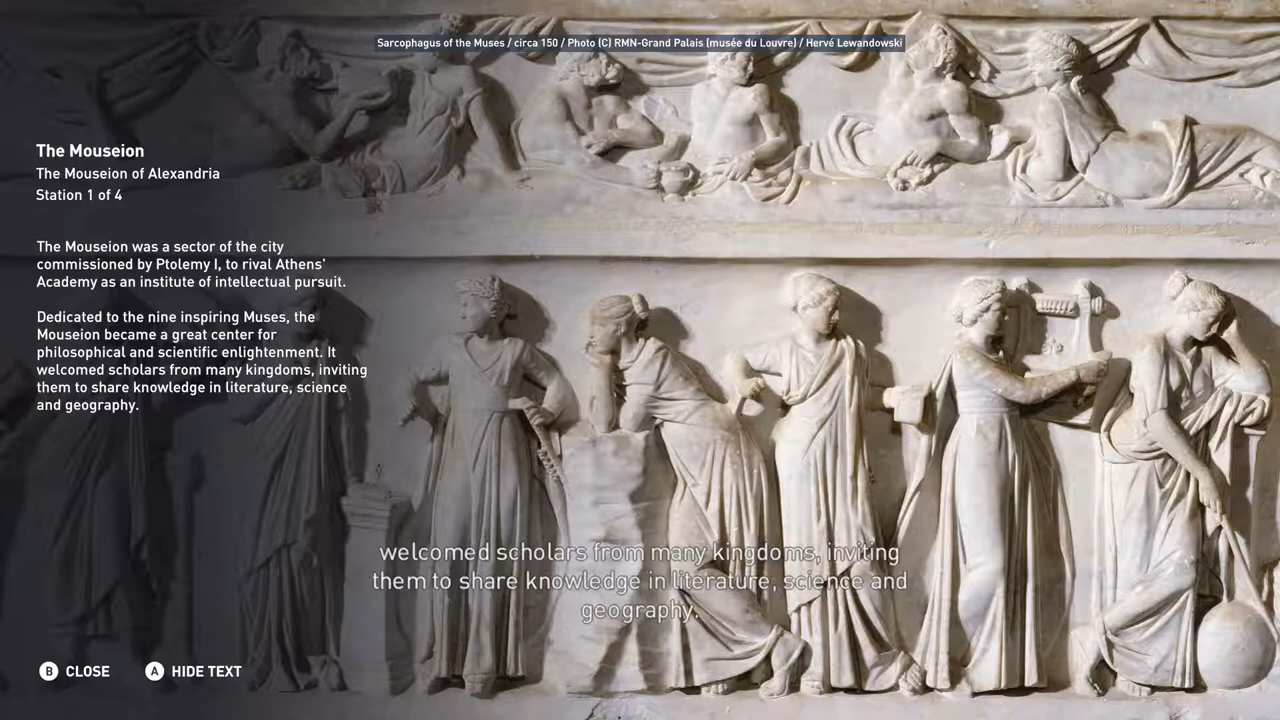 Sarcophagus of the Muses / circa 150 / Photo (C) RMN-Grand Palais (musée du Louvre) / Hervé Lewandowski
The Mouseion
The Mouseion of Alexandria
Station 1 of 4
The Mouseion was a sector of the city
commissioned by Ptolemy I, to rival Athens'
Academy as an institute of intellectual pursuit.
Dedicated to the nine inspiring Muses, the
Mouseion became a great center for
philosophical and scientific enlightenment. It
welcomed scholars from many kingdoms, inviting
them to share knowledge in literature, science
and geography.
welcomed scholars from many kingdoms, inviting
them to share knowledge in literature, science and
geography.
B CLOSE A HIDE TEXT